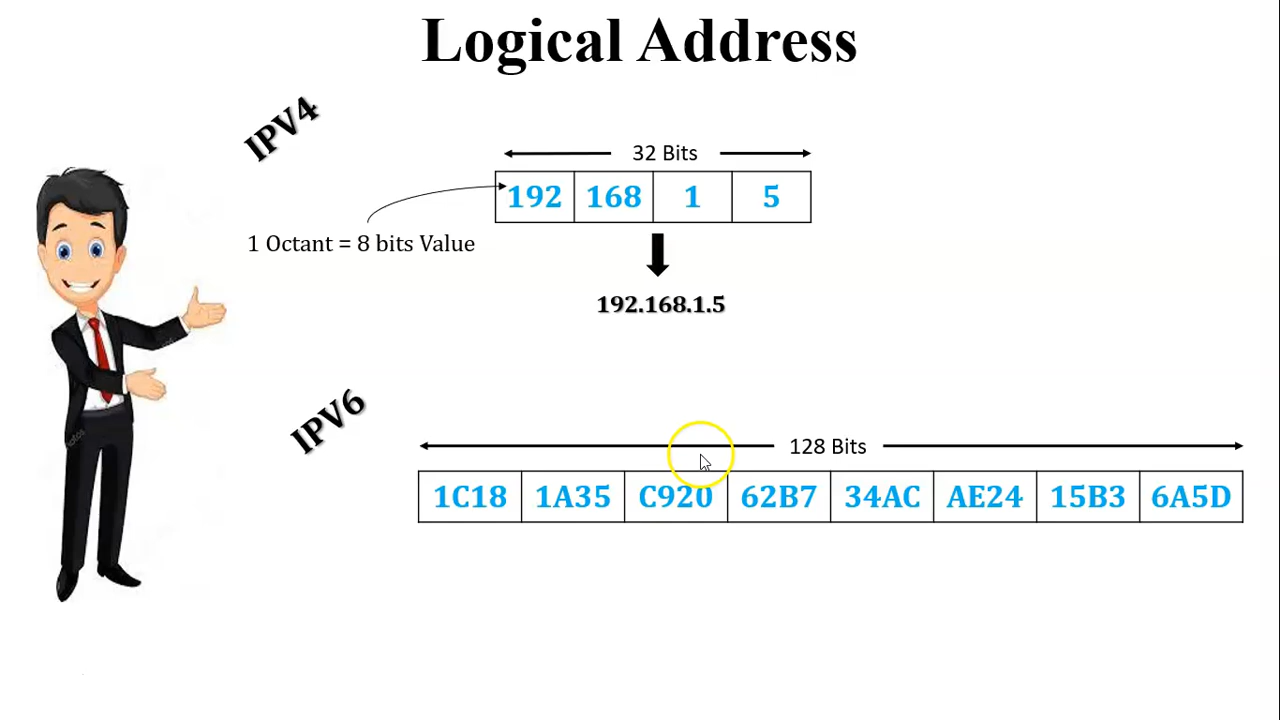 Logical Address
IPV4
32 Bits
192 168 1 5
1 Octant = 8 bits Value
192.168.1.5
IPV6
128 Bits
1C18 1A35 C920 62B7 34AC AE24 15B3 6A5D